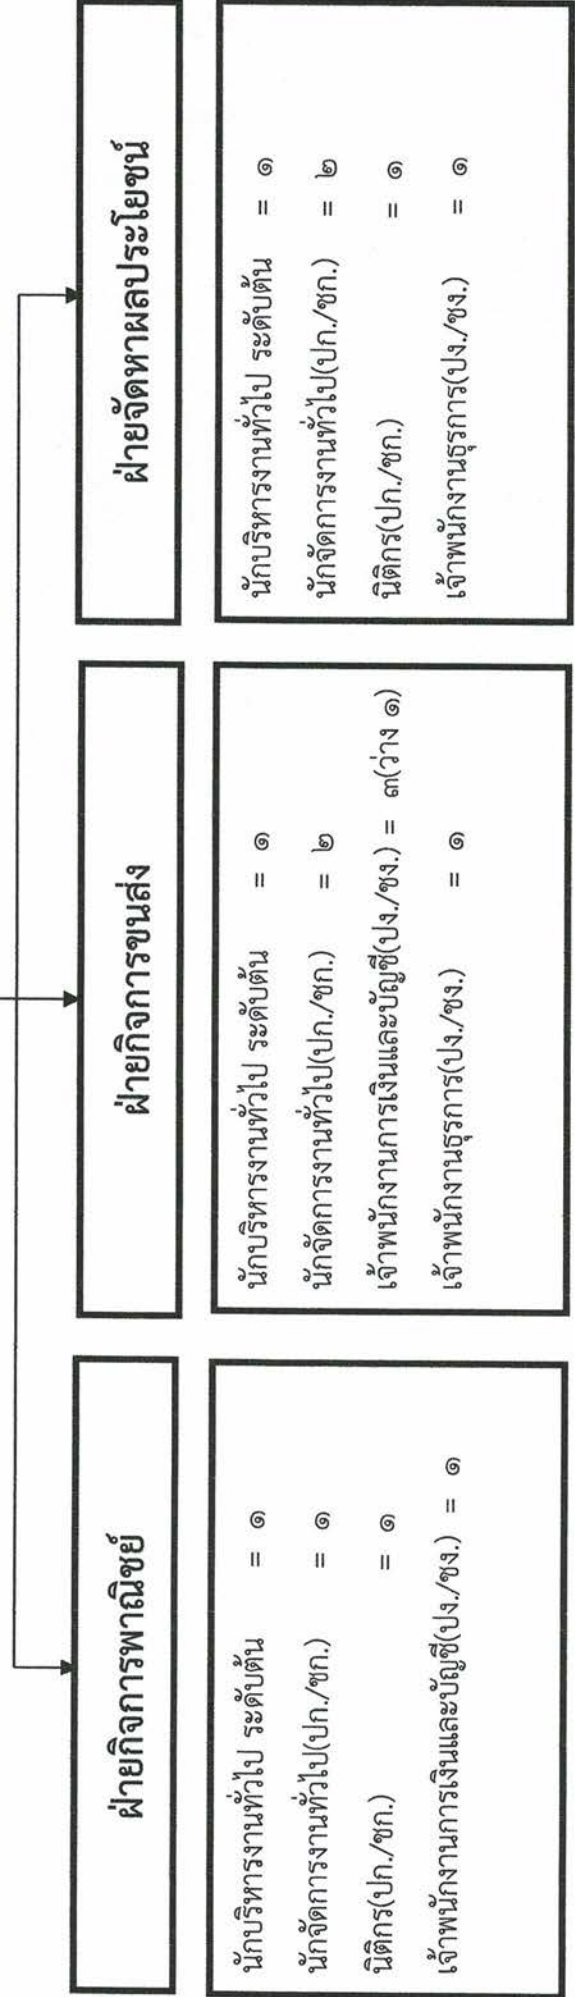 ฝ่ายกิจการพาณิชย์
นักบริหารงานทั่วไป ระดับต้น = ๑
นักจัดการงานทั่วไป(ปก./ชก.) = ๑
นิติกร(ปก./ชก.) = ๑
เจ้าพนักงานการเงินและบัญชี(ปง./ชง.) = ๑
ฝ่ายกิจการขนส่ง
นักบริหารงานทั่วไป ระดับต้น = ๑
นักจัดการงานทั่วไป(ปก./ชก.) = ๒
เจ้าพนักงานการเงินและบัญชี(ปง./ชง.) = ๓(ว่าง ๑)
เจ้าพนักงานธุรการ(ปง./ชง.) = ๑
ฝ่ายจัดหาผลประโยชน์
นักบริหารงานทั่วไป ระดับต้น = ๑
นักจัดการงานทั่วไป(ปก./ชก.) = ๒
นิติกร(ปก./ชก.) = ๑
เจ้าพนักงานธุรการ(ปง./ชง.) = ๑